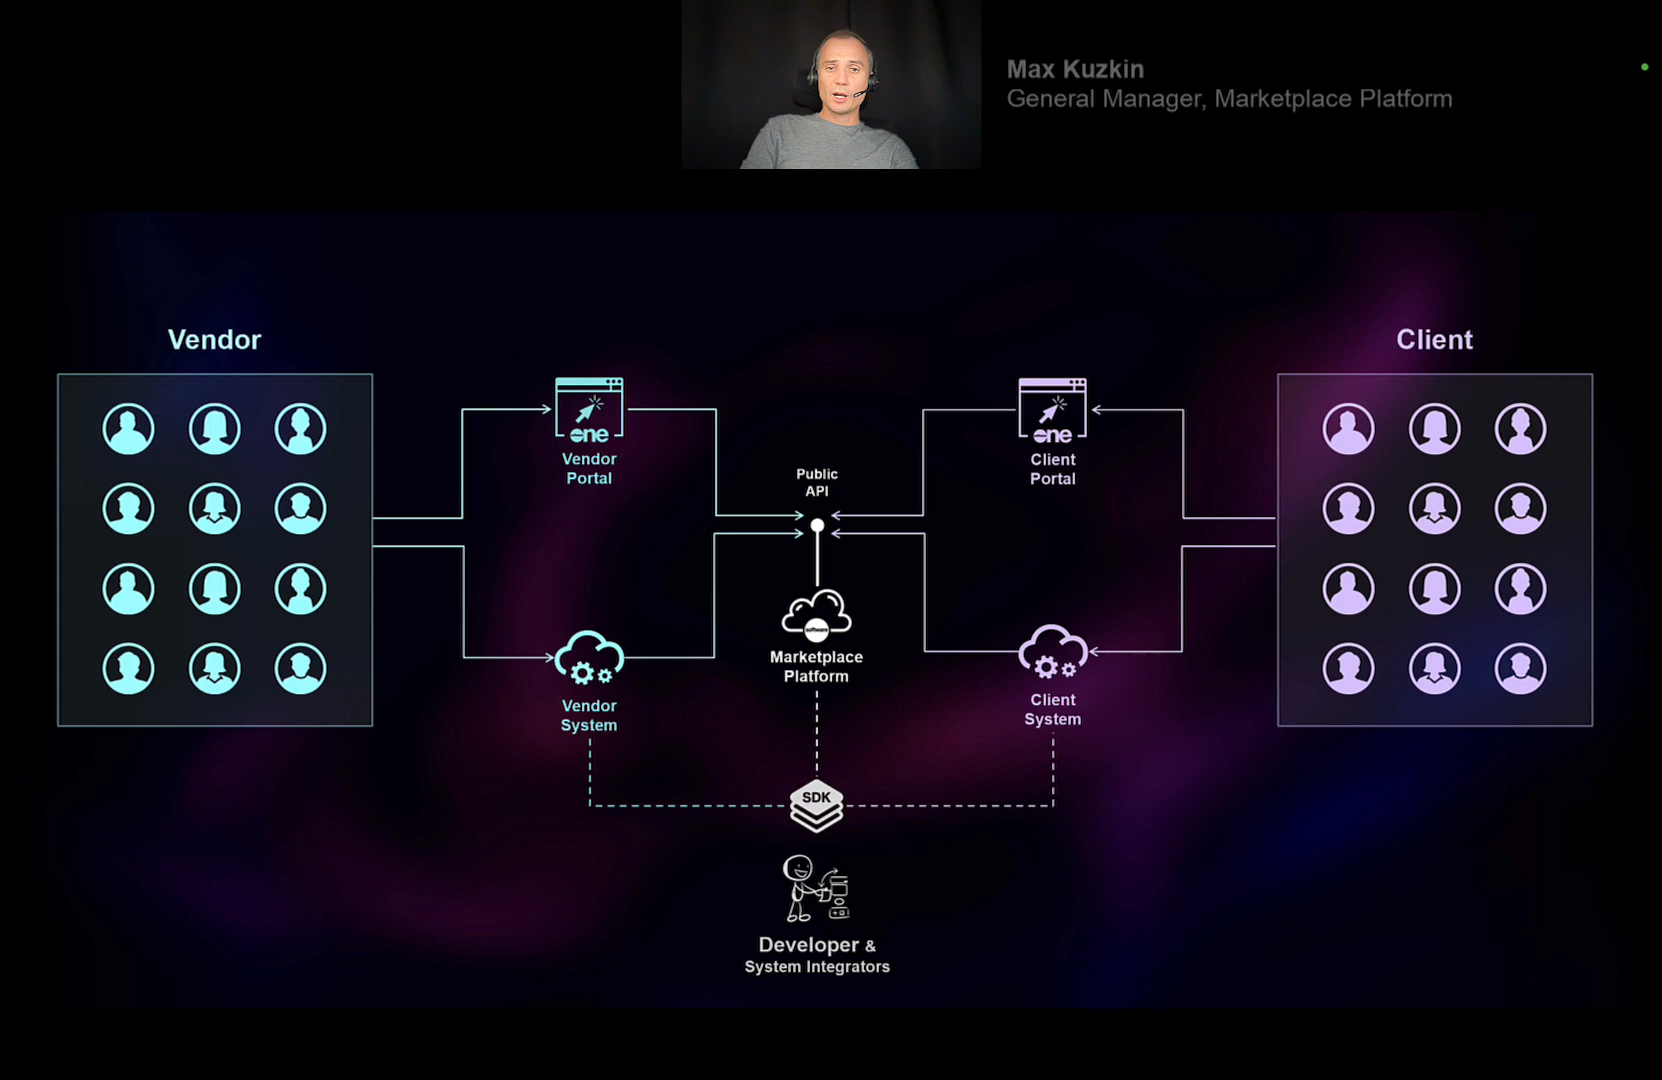 Max Kuzkin
General Manager, Marketplace Platform
Vendor
Client
one
Vendor
Portal
one
Client
Portal
Public
API
software
Marketplace
Platform
Vendor
System
Client
System
SDK
Developer &
System Integrators